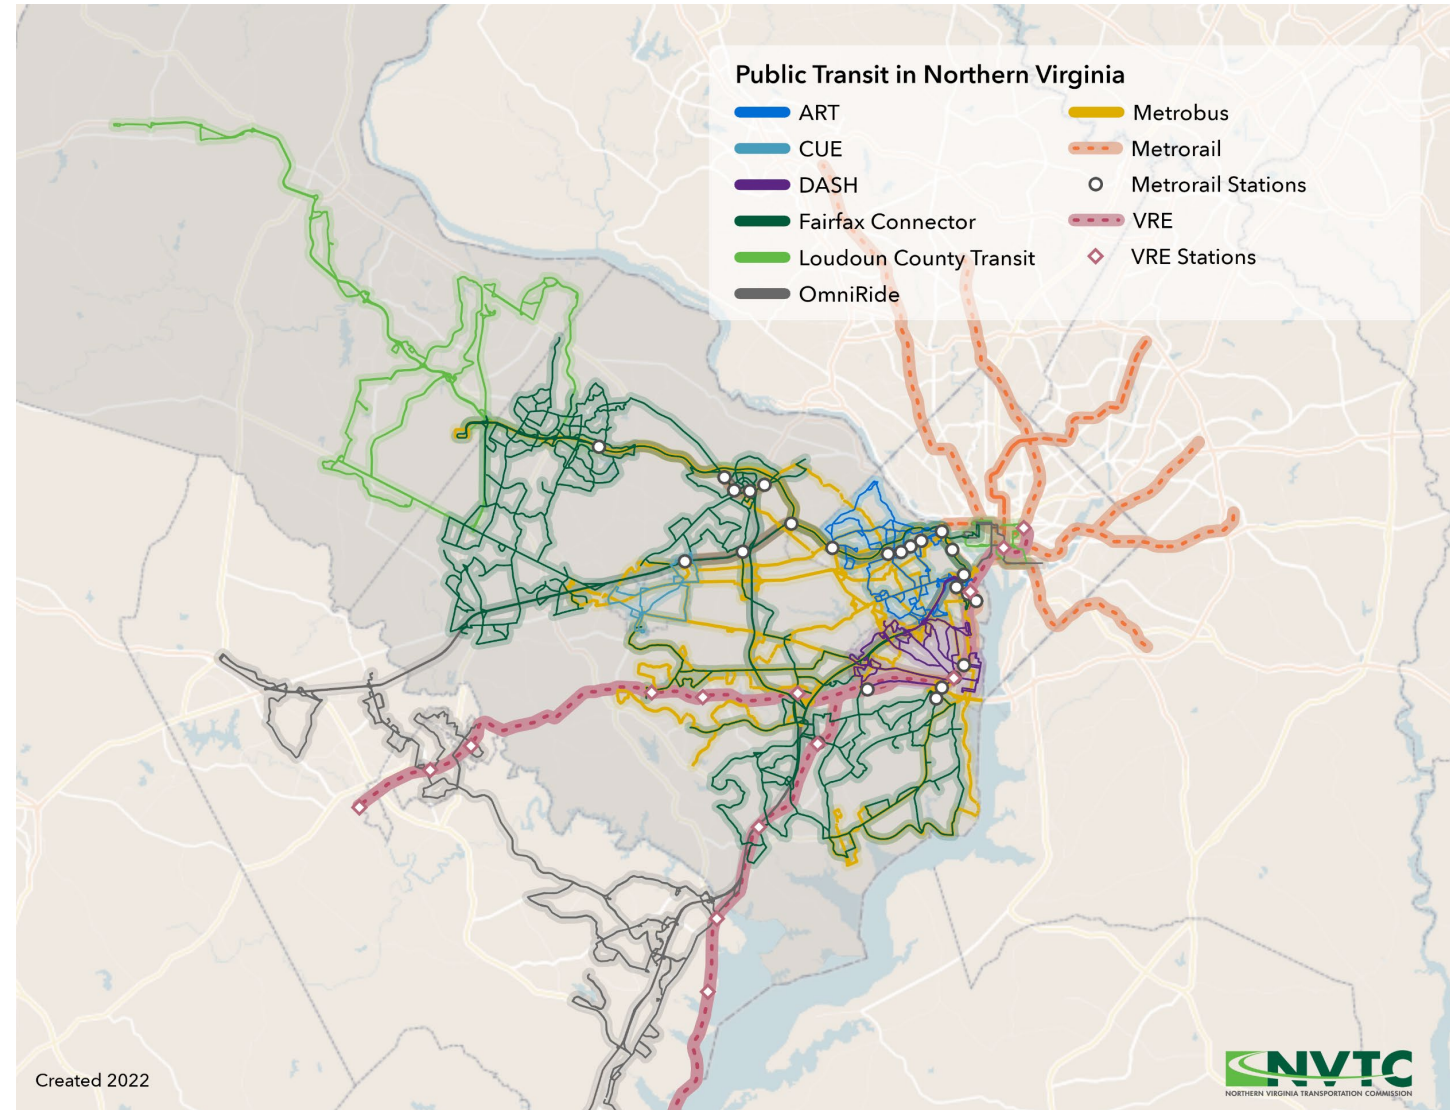 Public Transit in Northern Virginia
ART
CUE
DASH
Fairfax Connector
Loudoun County Transit
OmniRide
Metrobus
Metrorail
Metrorail Stations
VRE
VRE Stations
Created 2022
NVTC
NORTHERN VIRGINIA TRANSPORTATION COMMISSION